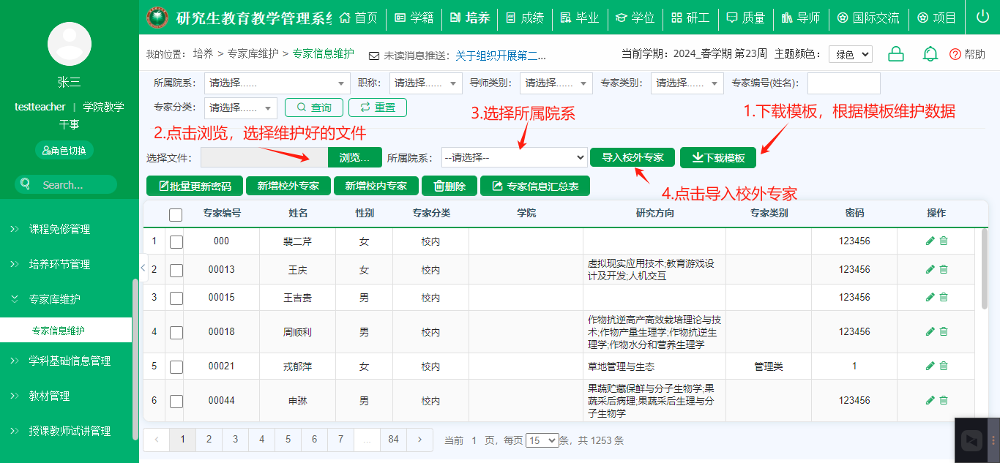 研究生教育教学管理系统 首页 学籍 培养 成绩 毕业 学位 研工 质量 导师 国际交流 项目
张三
testteacher | 学院教学
干事
角色切换
Search...
课程免修管理
培养环节管理
专家库维护
专家信息维护
学科基础信息管理
教材管理
授课教师试讲管理
我的位置： 培养 > 专家库维护 > 专家信息维护 未读消息推送： 关于组织开展第二... 当前学期：2024_春学期 第23周 主题颜色： 绿色 帮助
所属院系： 请选择...... 职称： 请选择...... 导师类别： 请选择...... 专家类别： 请选择...... 专家编号(姓名)：
专家分类： 请选择...... 查询 重置
3.选择所属院系
1.下载模板，根据模板维护数据
2.点击浏览，选择维护好的文件
选择文件： 浏览... 所属院系： --请选择-- 导入校外专家 下载模板
批量更新密码 新增校外专家 新增校内专家 删除 专家信息汇总表
4.点击导入校外专家
专家编号 姓名 性别 专家分类 学院 研究方向 专家类别 密码 操作
1 000 裴二芹 女 校内 123456
2 00013 王庆 女 校内 虚拟现实应用技术;教育游戏设
计及开发;人机交互 123456
3 00015 王吉贵 男 校内 123456
4 00018 周顺利 男 校内 作物抗逆高产高效栽培理论与技
术;作物产量生理学;作物抗逆生
理学;作物水分和营养生理学 123456
5 00021 戎郁萍 女 校内 草地管理与生态 管理类 1
6 00044 申琳 男 校内 果蔬贮藏保鲜与分子生物学;果
蔬采后病理;果蔬采后生理与分
子生物学 123456
< 1 2 3 4 5 6 7 ... 84 > 当前 1 页，每页 15 条，共 1253 条